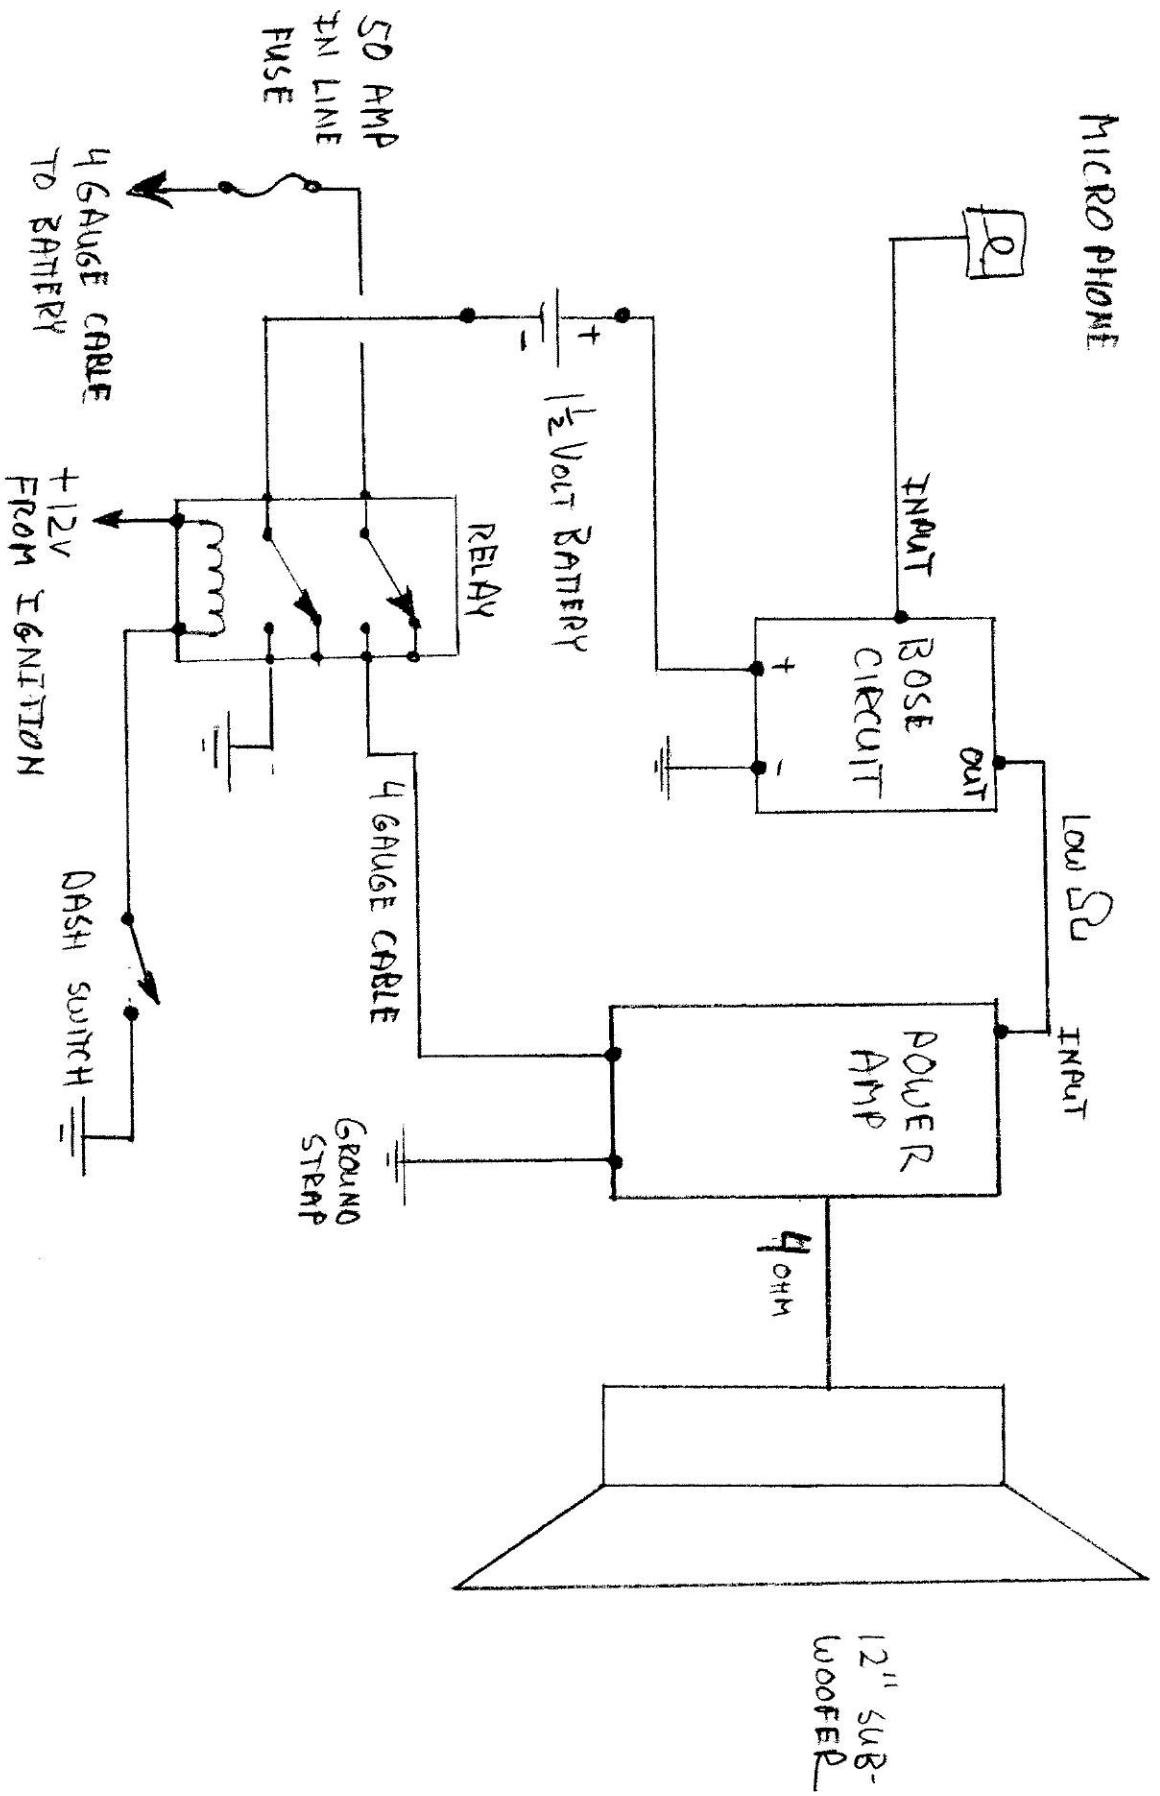 MICROPHONE
INPUT
BOSE
CIRCUIT
OUT
+
-
LOW Ω
INPUT
POWER
AMP
4 OHM
12" SUB-
WOOFER
+
-
1½ VOLT BATTERY
RELAY
50 AMP
IN LINE
FUSE
4 GAUGE CABLE
TO BATTERY
+12V
FROM IGNITION
4 GAUGE CABLE
GROUND
STRAP
DASH SWITCH